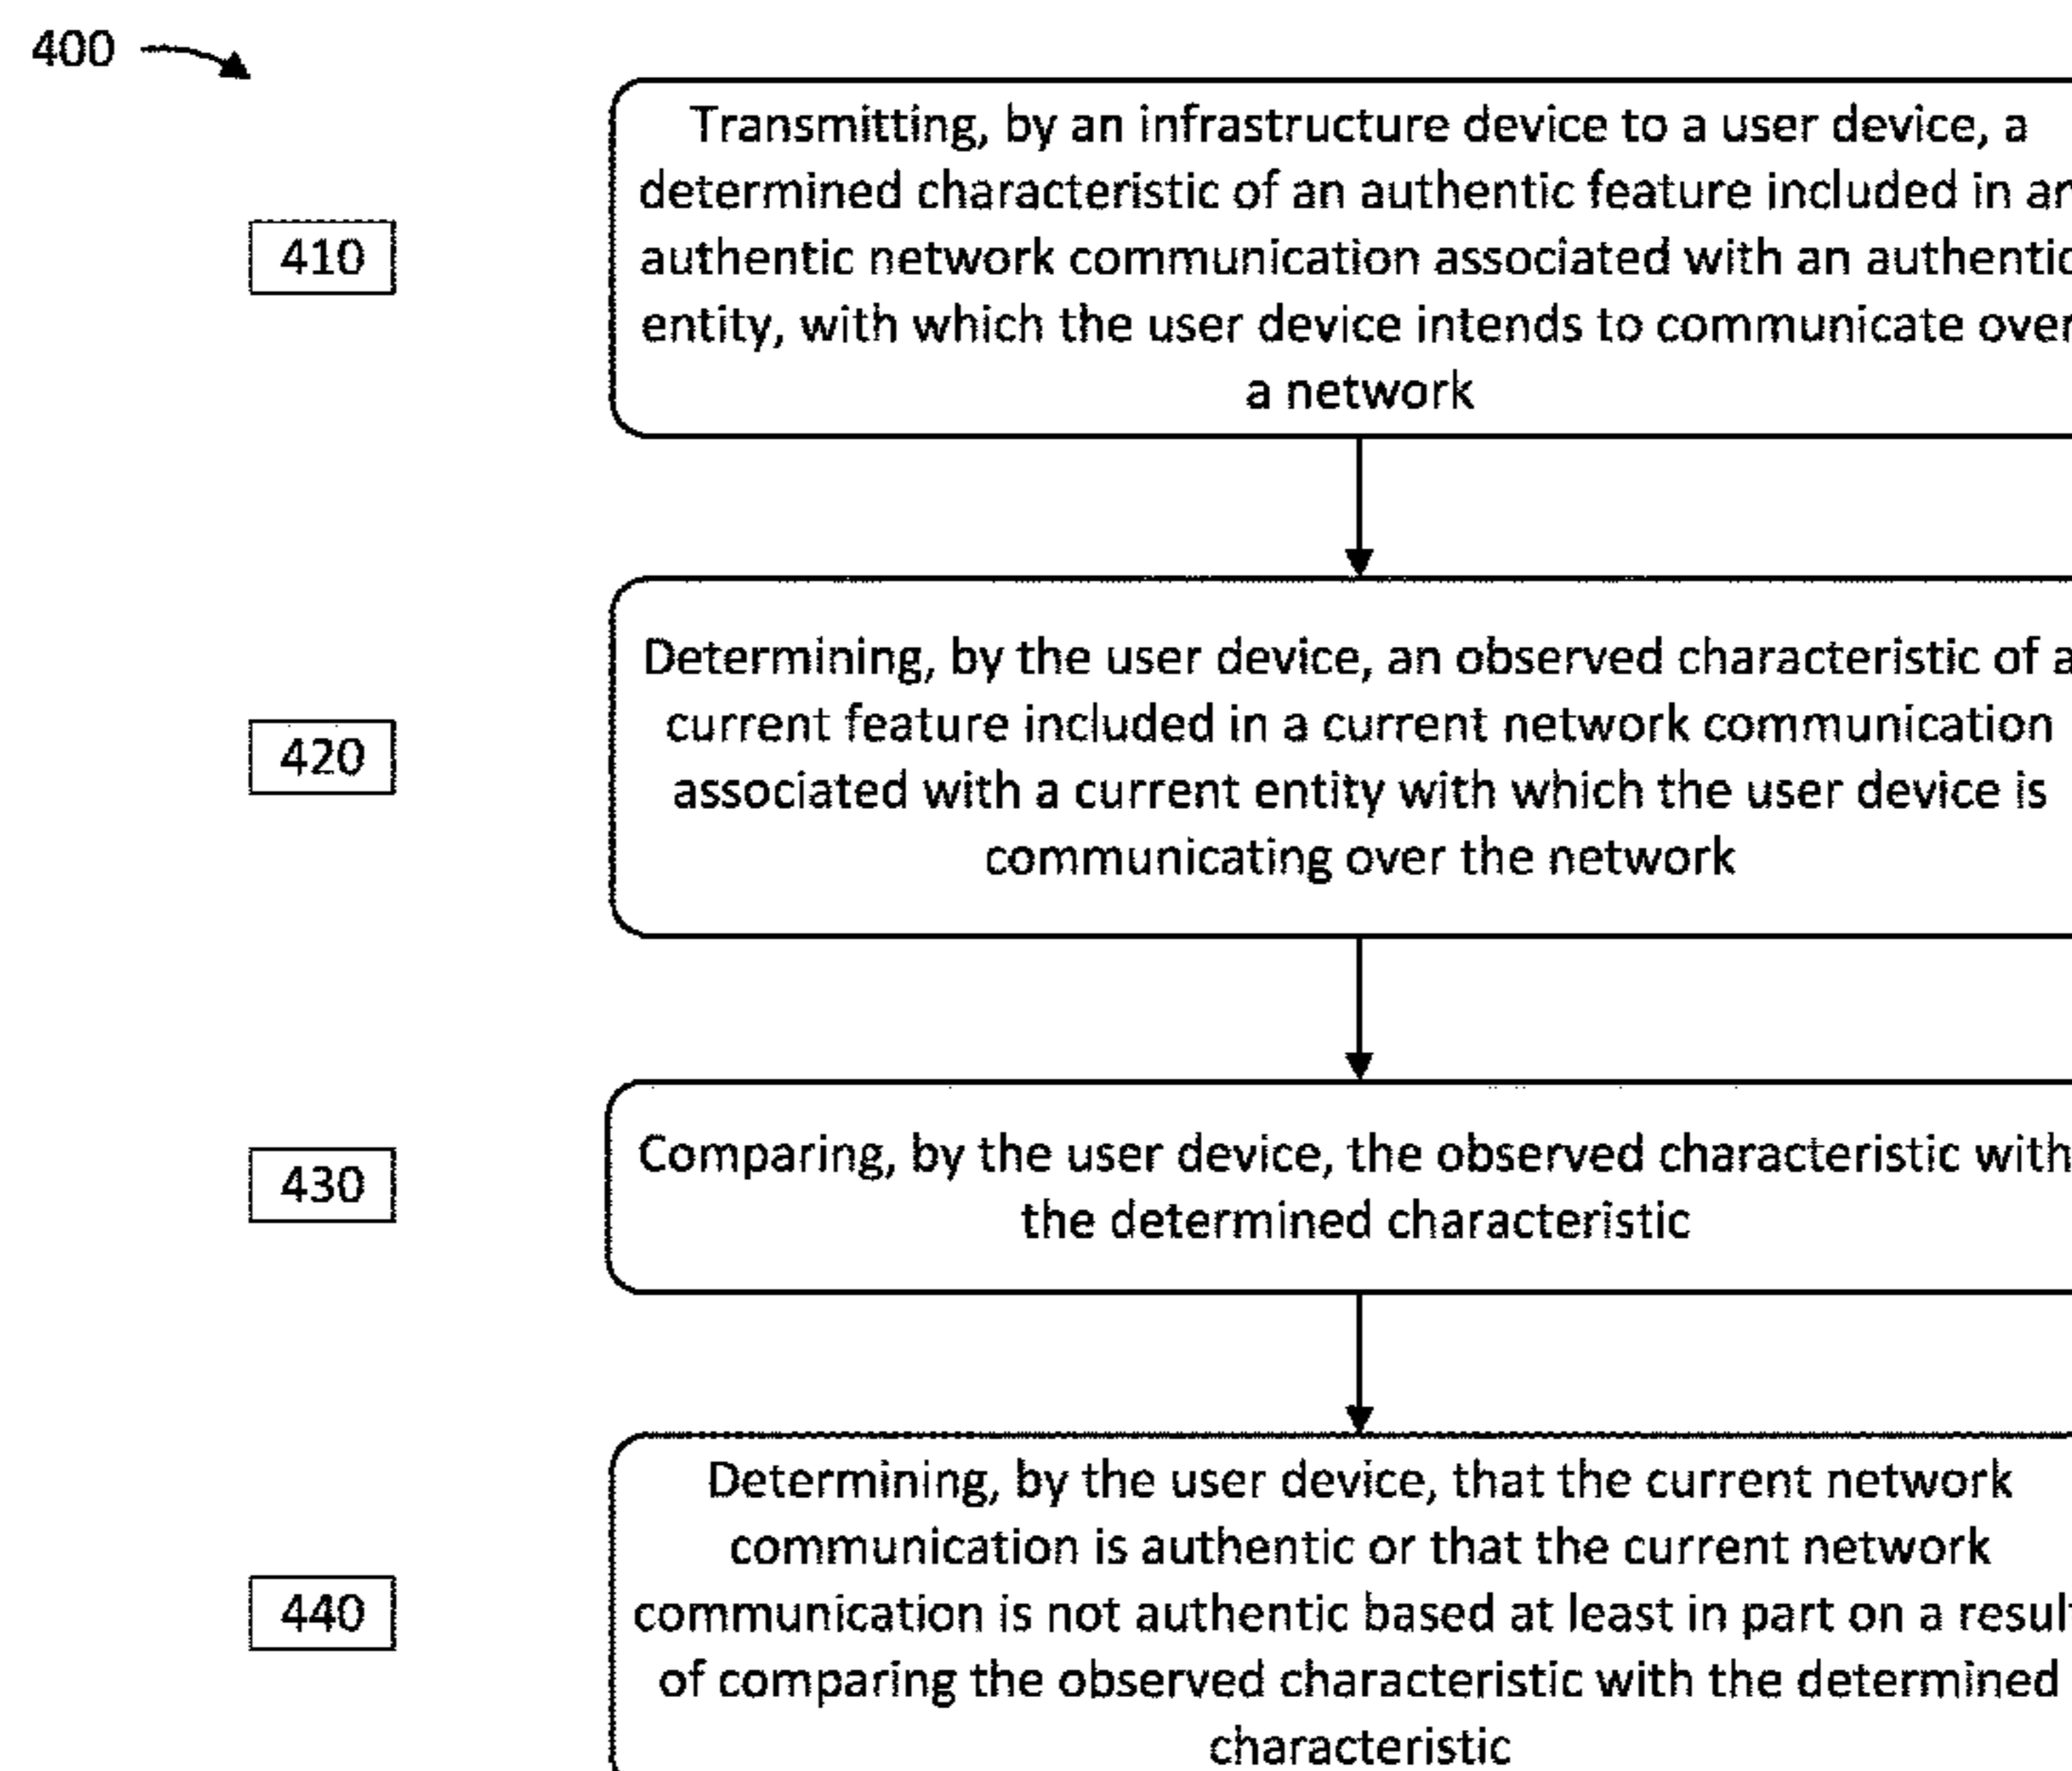 400
Transmitting, by an infrastructure device to a user device, a
determined characteristic of an authentic feature included in an
410
authentic network communication associated with an authentic
entity, with which the user device intends to communicate over
a network
Determining, by the user device, an observed characteristic of a
current feature included in a current network communication
420
associated with a current entity with which the user device is
communicating over the network
Comparing, by the user device, the observed characteristic with
430
the determined characteristic
Determining, by the user device, that the current network
communication is authentic or that the current network
440
communication is not authentic based at least in part on a result
of comparing the observed characteristic with the determined
characteristic